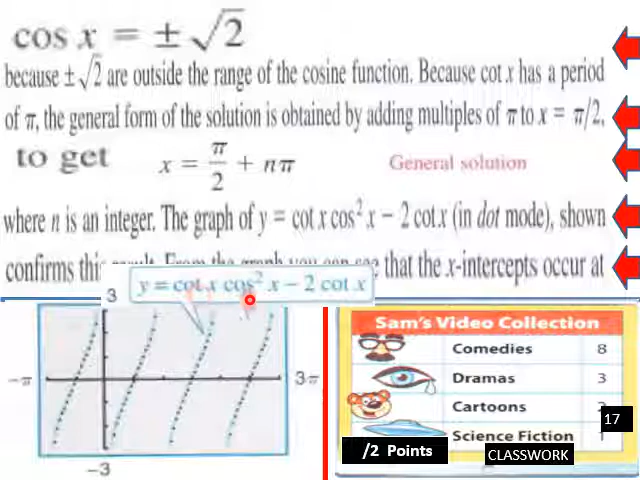 cos x = ± √2
because ± √2 are outside the range of the cosine function. Because cot x has a period
of π, the general form of the solution is obtained by adding multiples of π to x = π/2,
to get x = π/2 + nπ General solution
where n is an integer. The graph of y = cot x cos² x − 2 cot x (in dot mode), shown
confirms this that the x-intercepts occur at
y = cot x cos² x − 2 cot x
3
−π
3π
−3
Sam's Video Collection
Comedies 8
Dramas 3
Cartoons
17
Science Fiction 1
/2 Points
CLASSWORK